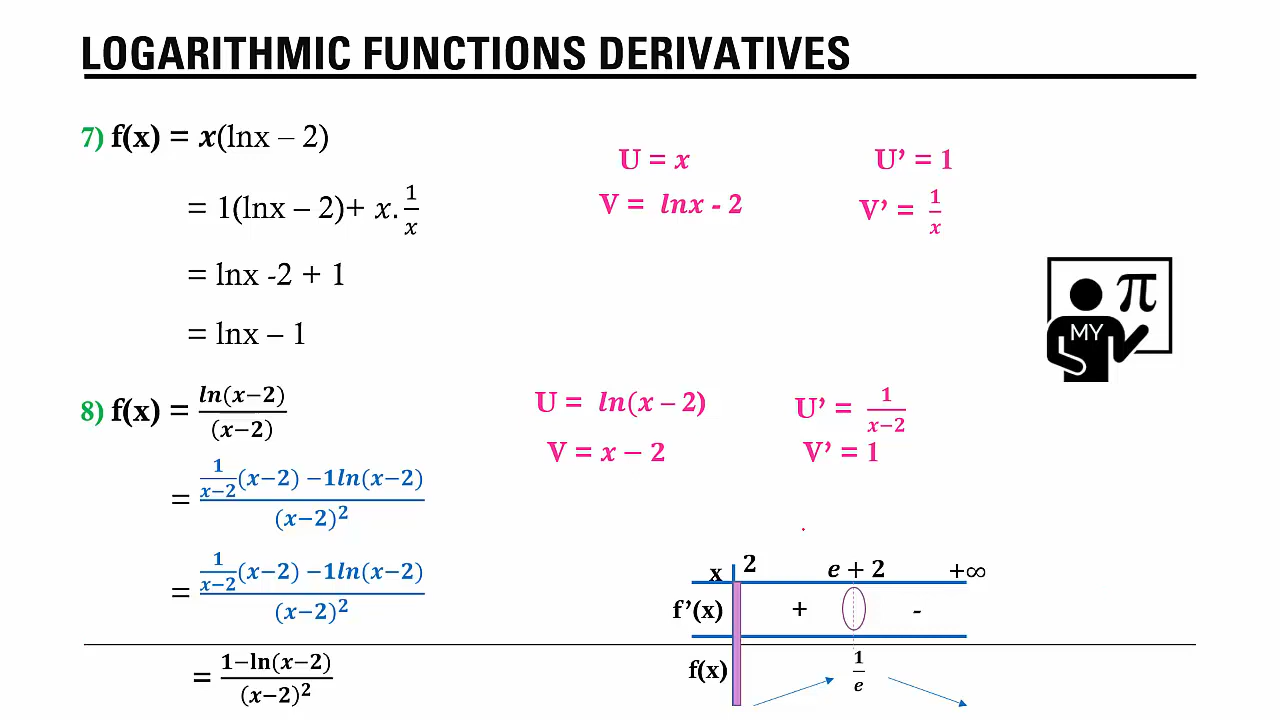 LOGARITHMIC FUNCTIONS DERIVATIVES
7) f(x) = x(lnx – 2)
U = x U’ = 1
V = lnx - 2 V’ = 1/x
= 1(lnx – 2)+ x. 1/x
= lnx -2 + 1
= lnx – 1
π
MY
8) f(x) = ln(x−2)/(x−2)
U = ln(x – 2) U’ = 1/(x−2)
V = x − 2 V’ = 1
= (1/(x−2) (x−2) −1ln(x−2))/(x−2)²
= (1/(x−2) (x−2) −1ln(x−2))/(x−2)²
= (1−ln(x−2))/(x−2)²
x 2 e + 2 +∞
f’(x) + -
f(x) 1/e